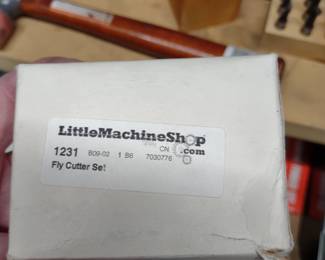 LittleMachineShop
.com
1231 B09-02 1 B6 CN 7030776
Fly Cutter Set